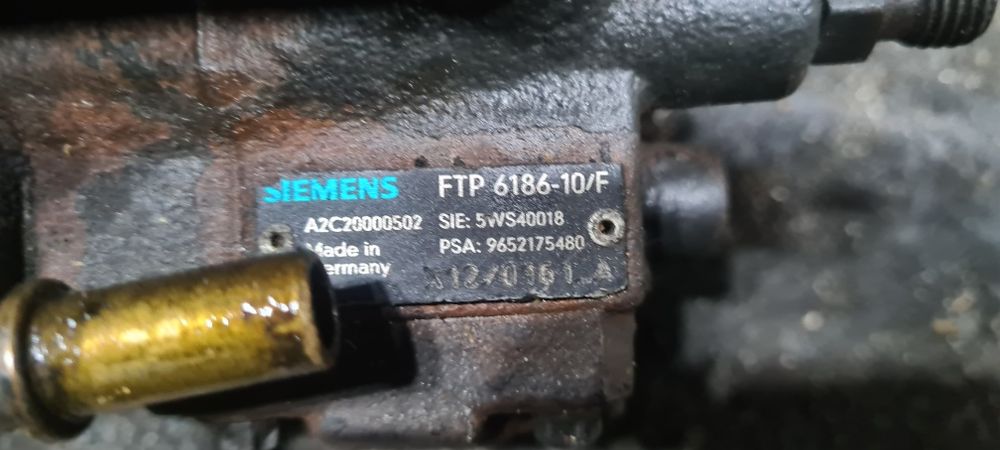 SIEMENS FTP 6186-10/F
A2C20000502 SIE: 5WS40018
Made in PSA: 9652175480
Germany